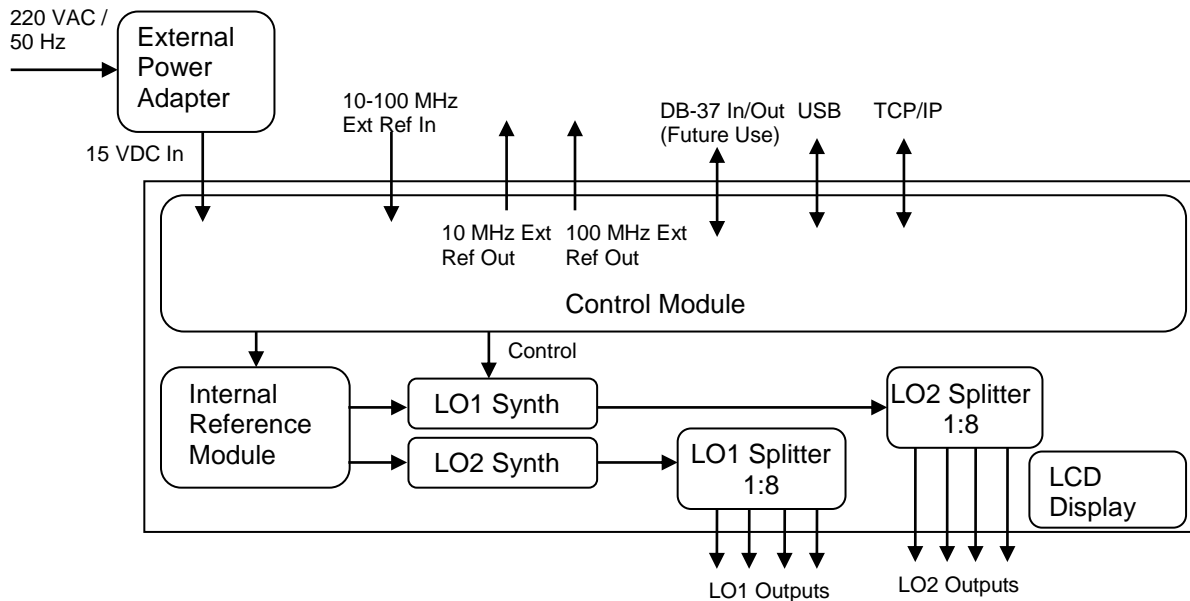 220 VAC /
50 Hz
External
Power
Adapter
15 VDC In
10-100 MHz
Ext Ref In
DB-37 In/Out
(Future Use)
USB
TCP/IP
10 MHz Ext
Ref Out
100 MHz Ext
Ref Out
Control Module
Control
Internal
Reference
Module
LO1 Synth
LO2 Synth
LO1 Splitter
1:8
LO2 Splitter
1:8
LCD
Display
LO1 Outputs
LO2 Outputs